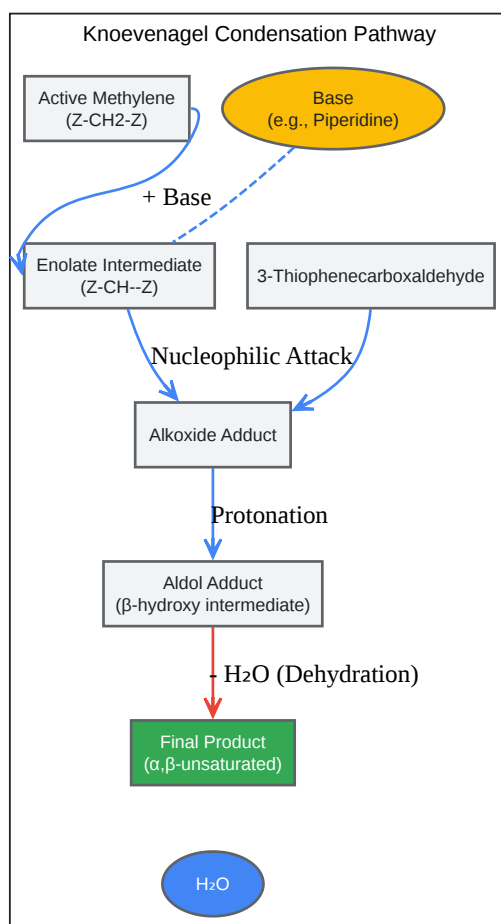 Knoevenagel Condensation Pathway
Active Methylene
(Z-CH2-Z)
Base
(e.g., Piperidine)
+ Base
Enolate Intermediate
(Z-CH--Z)
3-Thiophenecarboxaldehyde
Nucleophilic Attack
Alkoxide Adduct
Protonation
Aldol Adduct
(β-hydroxy intermediate)
- H₂O (Dehydration)
Final Product
(α,β-unsaturated)
H₂O